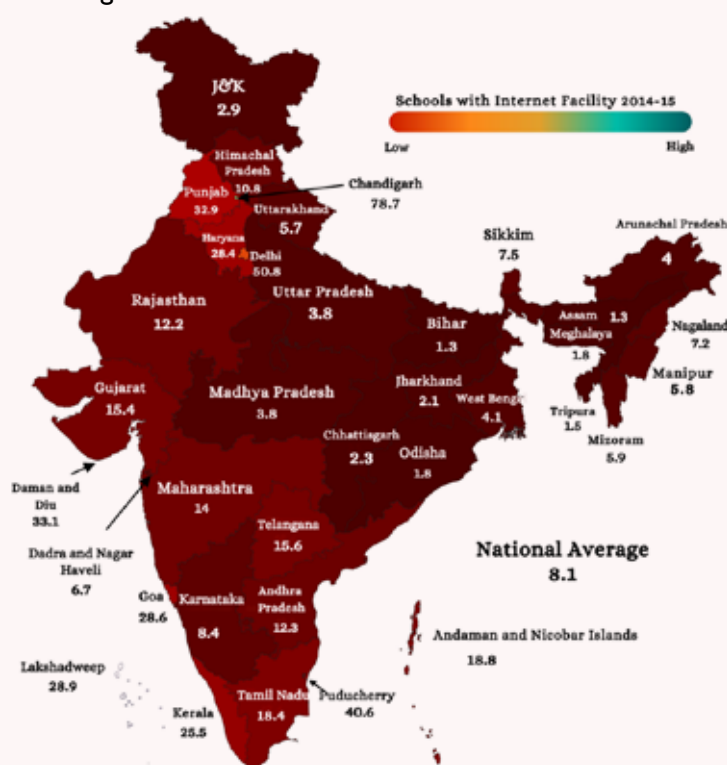 J&K
2.9
Schools with Internet Facility 2014-15
Low
High
Himachal
Pradesh
10.8
Punjab
32.9
Chandigarh
78.7
Uttarakhand
5.7
Haryana
28.4
Delhi
50.8
Sikkim
7.5
Arunachal Pradesh
4
Rajasthan
12.2
Uttar Pradesh
3.8
Bihar
1.3
Assam
1.3
Meghalaya
1.8
Nagaland
7.2
Manipur
5.8
Tripura
1.5
Mizoram
5.9
Gujarat
15.4
Madhya Pradesh
3.8
Jharkhand
2.1
West Beng
4.1
Chhattisgarh
2.3
Odisha
1.8
Daman and
Diu
33.1
Maharashtra
14
Telangana
15.6
National Average
8.1
Dadra and Nagar
Haveli
6.7
Goa
28.6
Karnataka
8.4
Andhra
Pradesh
12.3
Andaman and Nicobar Islands
18.8
Lakshadweep
28.9
Kerala
25.5
Tamil Nadu
18.4
Puducherry
40.6